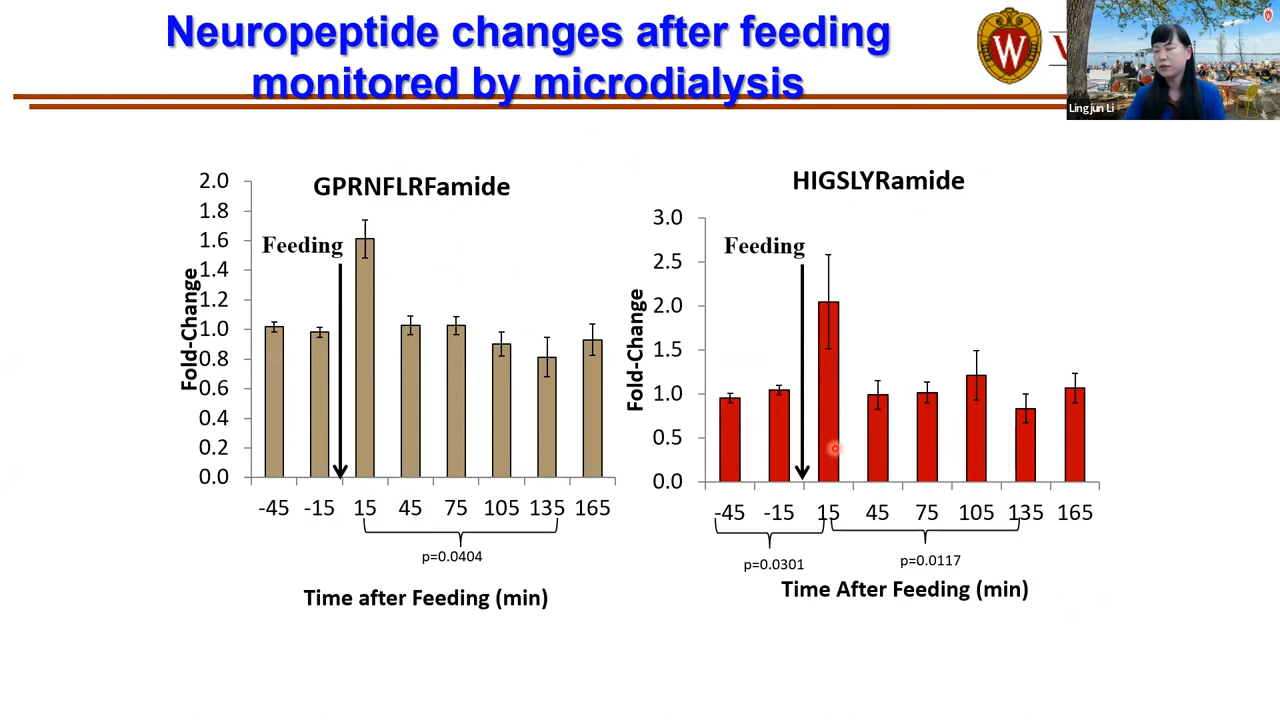 Neuropeptide changes after feeding
monitored by microdialysis
W
Lingjun Li
GPRNFLRFamide
Feeding
Fold-Change
2.0
1.8
1.6
1.4
1.2
1.0
0.8
0.6
0.4
0.2
0.0
-45 -15 15 45 75 105 135 165
p=0.0404
Time after Feeding (min)
HIGSLYRamide
Feeding
Fold-Change
3.0
2.5
2.0
1.5
1.0
0.5
0.0
-45 -15 15 45 75 105 135 165
p=0.0301
p=0.0117
Time After Feeding (min)